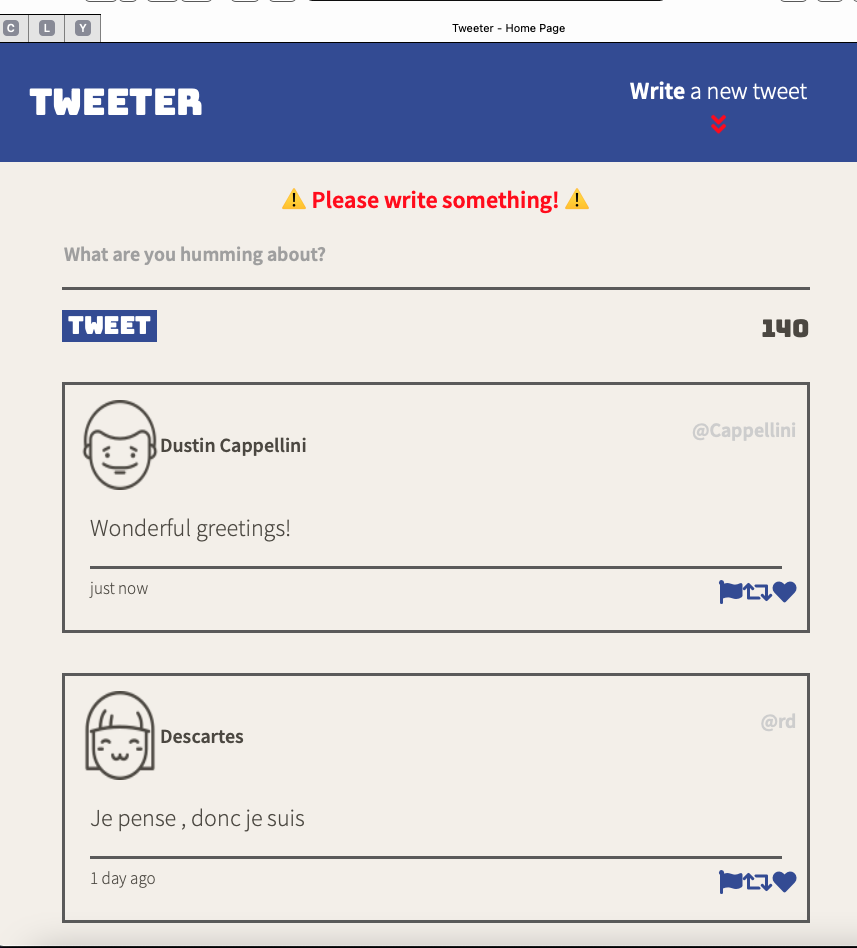 C
L
Y
Tweeter - Home Page
TWEETER
Write a new tweet
⚠️ Please write something! ⚠️
What are you humming about?
TWEET
140
Dustin Cappellini
@Cappellini
Wonderful greetings!
just now
Descartes
@rd
Je pense , donc je suis
1 day ago